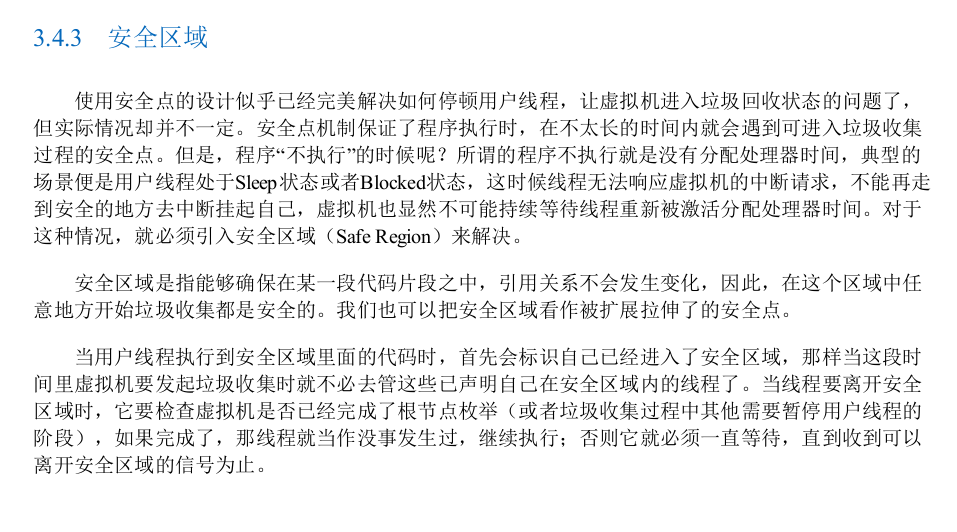 3.4.3 安全区域
使用安全点的设计似乎已经完美解决如何停顿用户线程，让虚拟机进入垃圾回收状态的问题了，
但实际情况却并不一定。安全点机制保证了程序执行时，在不太长的时间内就会遇到可进入垃圾收集
过程的安全点。但是，程序“不执行”的时候呢？所谓的程序不执行就是没有分配处理器时间，典型的
场景便是用户线程处于Sleep状态或者Blocked状态，这时候线程无法响应虚拟机的中断请求，不能再走
到安全的地方去中断挂起自己，虚拟机也显然不可能持续等待线程重新被激活分配处理器时间。对于
这种情况，就必须引入安全区域（Safe Region）来解决。
安全区域是指能够确保在某一段代码片段之中，引用关系不会发生变化，因此，在这个区域中任
意地方开始垃圾收集都是安全的。我们也可以把安全区域看作被扩展拉伸了的安全点。
当用户线程执行到安全区域里面的代码时，首先会标识自己已经进入了安全区域，那样当这段时
间里虚拟机要发起垃圾收集时就不必去管这些已声明自己在安全区域内的线程了。当线程要离开安全
区域时，它要检查虚拟机是否已经完成了根节点枚举（或者垃圾收集过程中其他需要暂停用户线程的
阶段），如果完成了，那线程就当作没事发生过，继续执行；否则它就必须一直等待，直到收到可以
离开安全区域的信号为止。